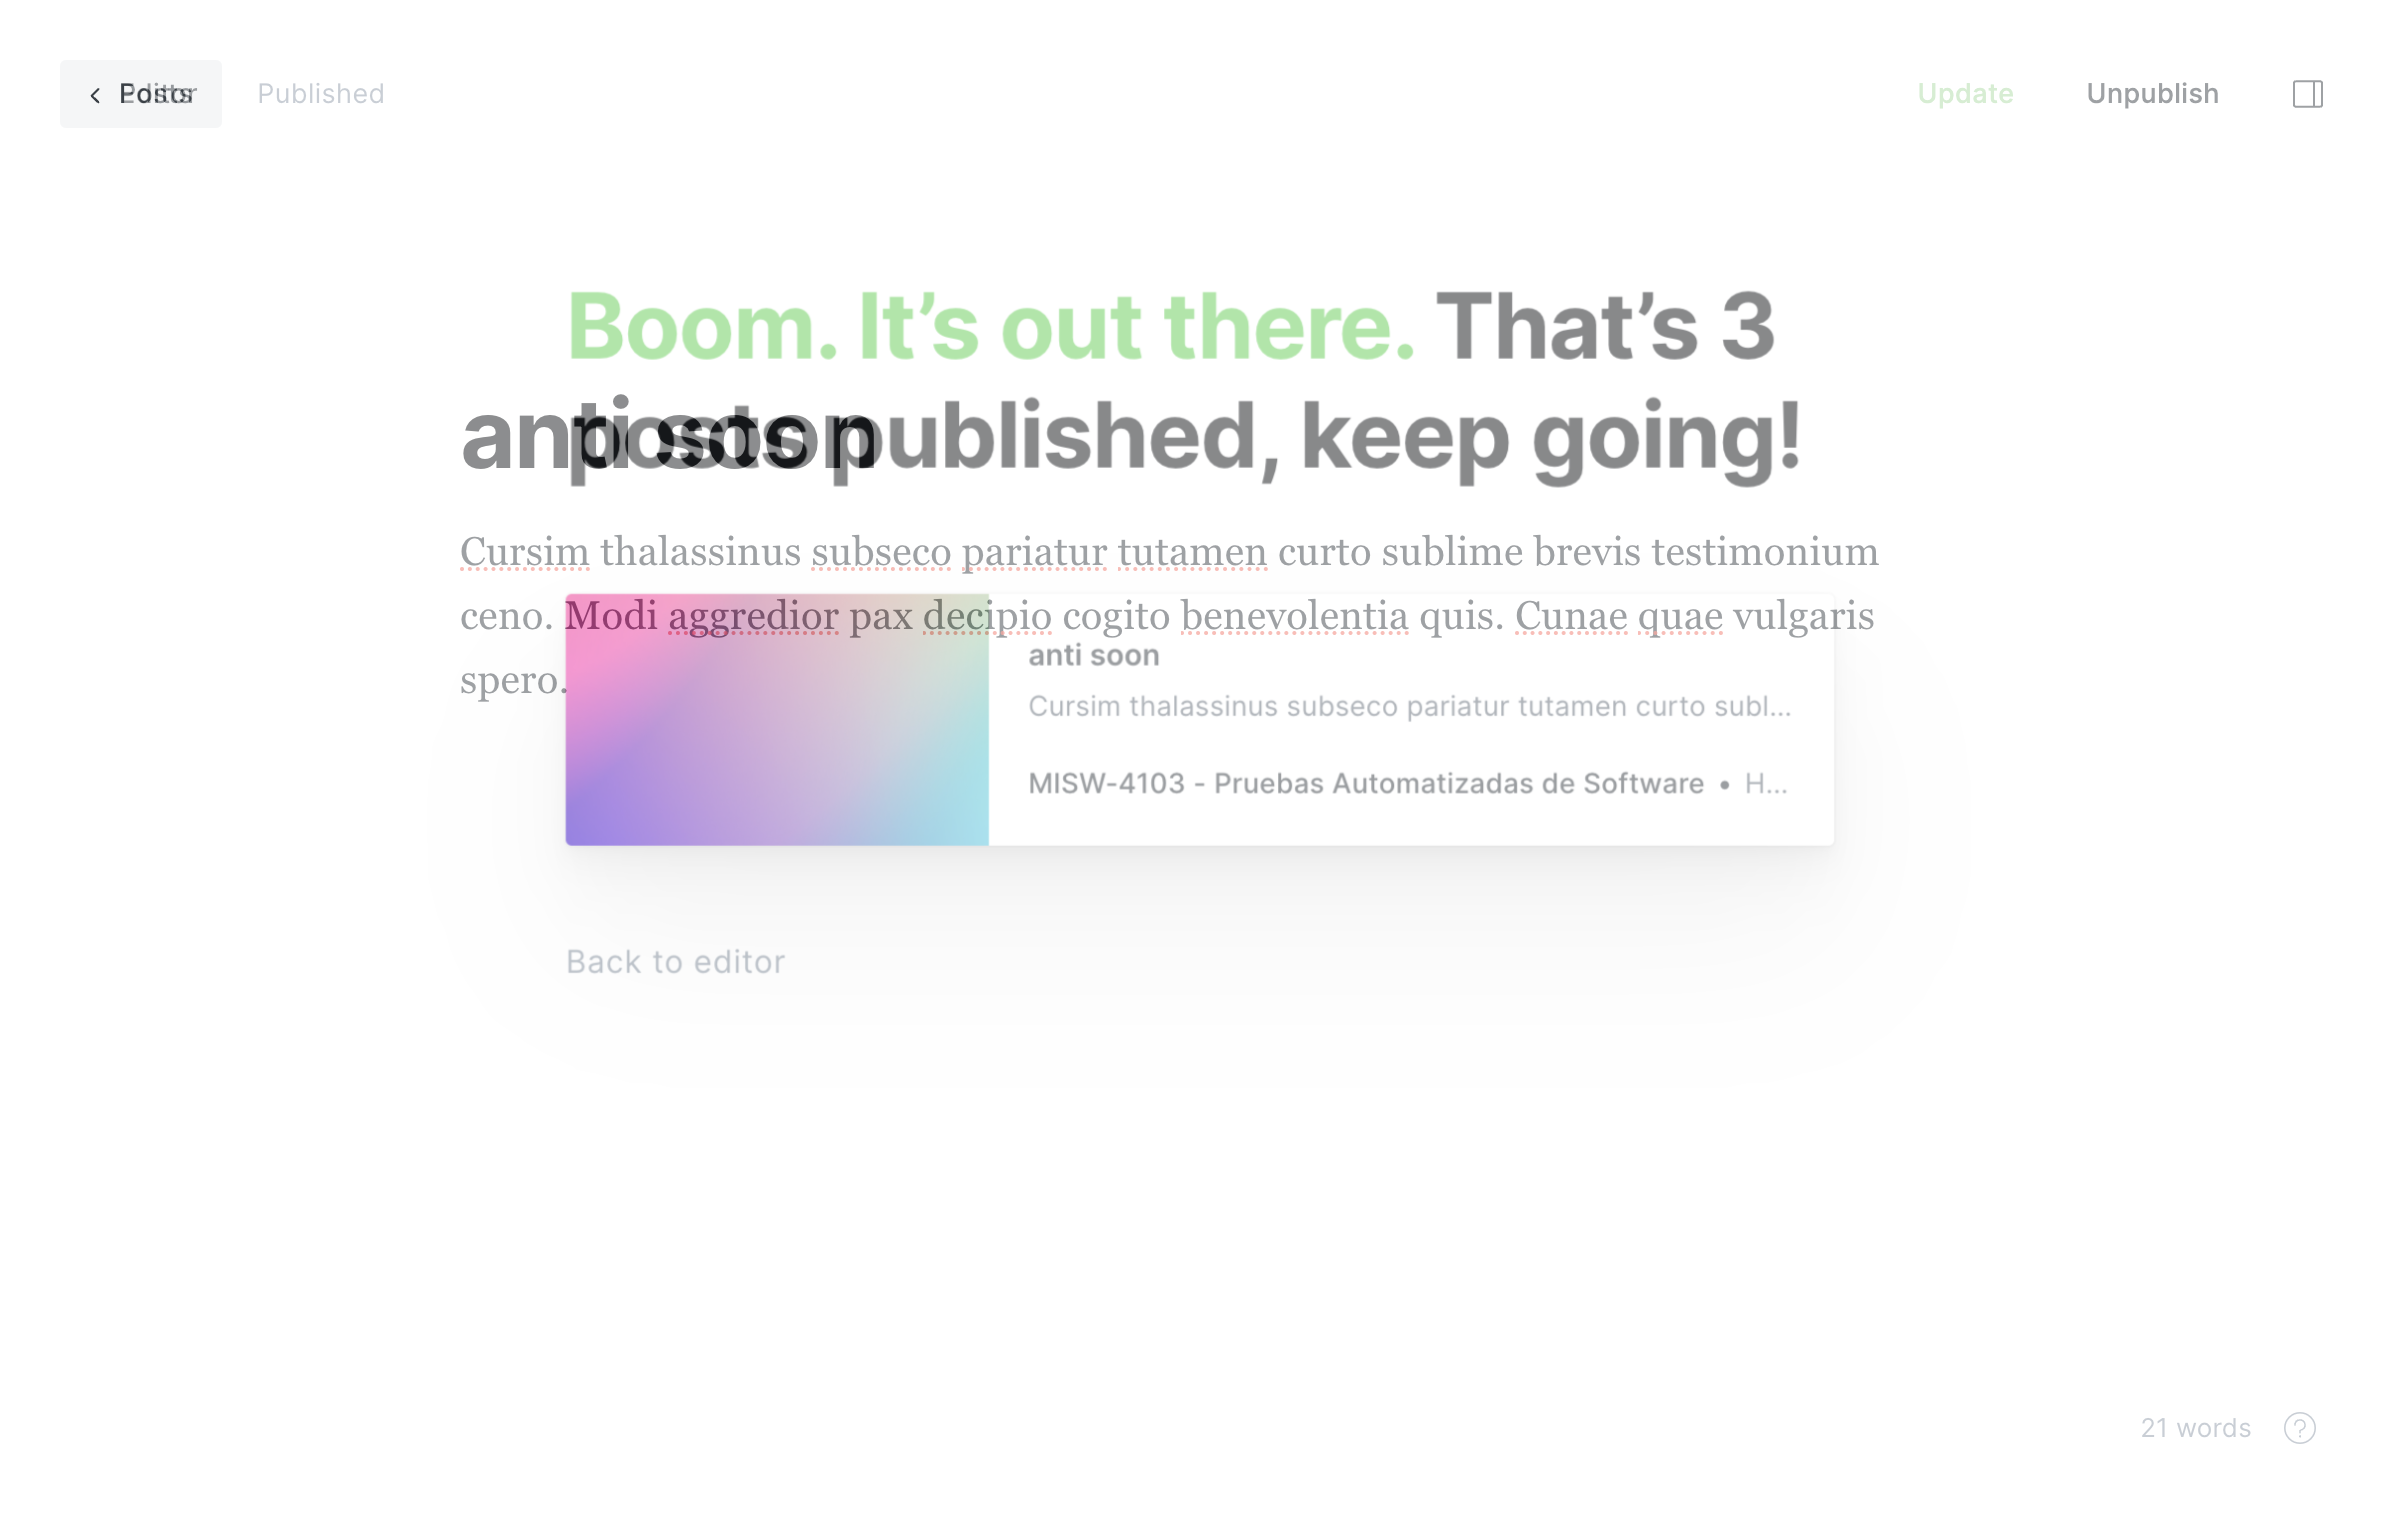 Posts
Editor
Published
Update
Unpublish
Boom. It’s out there. That’s 3
posts published, keep going!
anti soon
Cursim thalassinus subseco pariatur tutamen curto sublime brevis testimonium
ceno. Modi aggredior pax decipio cogito benevolentia quis. Cunae quae vulgaris
spero.
anti soon
Cursim thalassinus subseco pariatur tutamen curto subl...
MISW-4103 - Pruebas Automatizadas de Software • H...
Back to editor
21 words
?